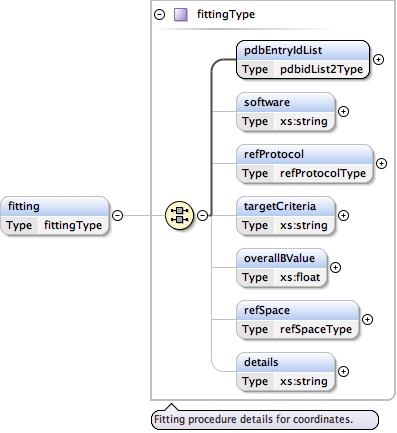 fittingType
pdbEntryIdList
Type pdbidList2Type
software
Type xs:string
refProtocol
Type refProtocolType
fitting
Type fittingType
targetCriteria
Type xs:string
overallBValue
Type xs:float
refSpace
Type refSpaceType
details
Type xs:string
Fitting procedure details for coordinates.